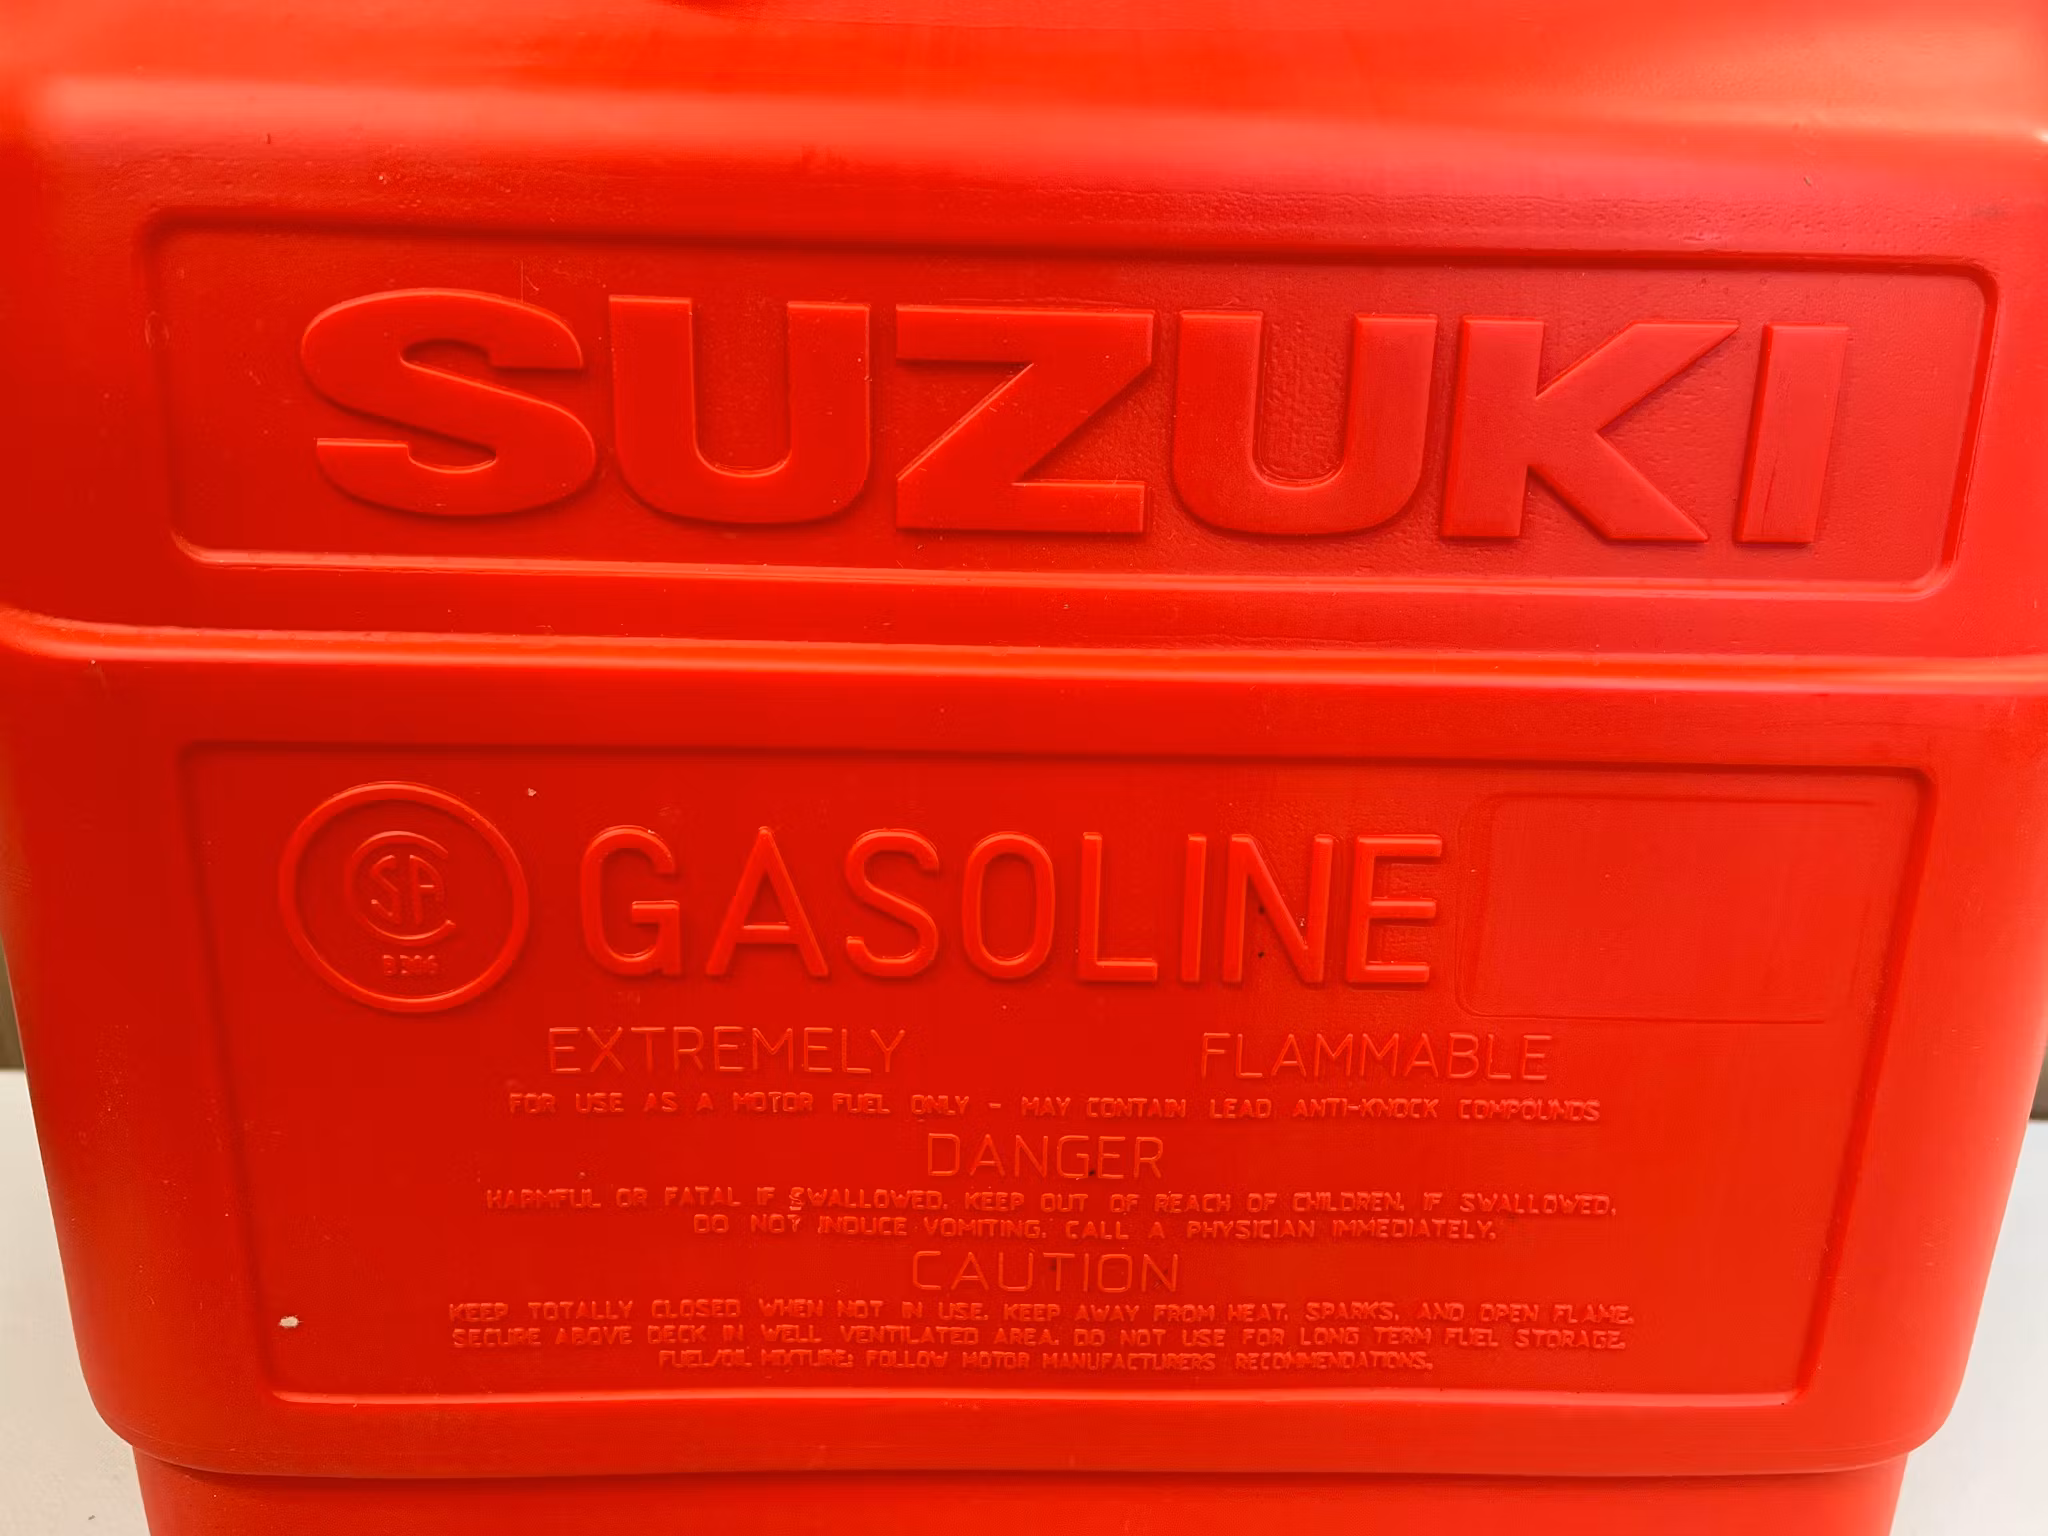 SUZUKI
CSA
GASOLINE
EXTREMELY FLAMMABLE
FOR USE AS A MOTOR FUEL ONLY - MAY CONTAIN LEAD ANTI-KNOCK COMPOUNDS
DANGER
HARMFUL OR FATAL IF SWALLOWED. KEEP OUT OF REACH OF CHILDREN. IF SWALLOWED,
DO NOT INDUCE VOMITING. CALL A PHYSICIAN IMMEDIATELY.
CAUTION
KEEP TOTALLY CLOSED WHEN NOT IN USE. KEEP AWAY FROM HEAT, SPARKS, AND OPEN FLAME.
SECURE ABOVE DECK IN WELL VENTILATED AREA. DO NOT USE FOR LONG TERM FUEL STORAGE.
FUEL/OIL MIXTURE: FOLLOW MOTOR MANUFACTURERS RECOMMENDATIONS.